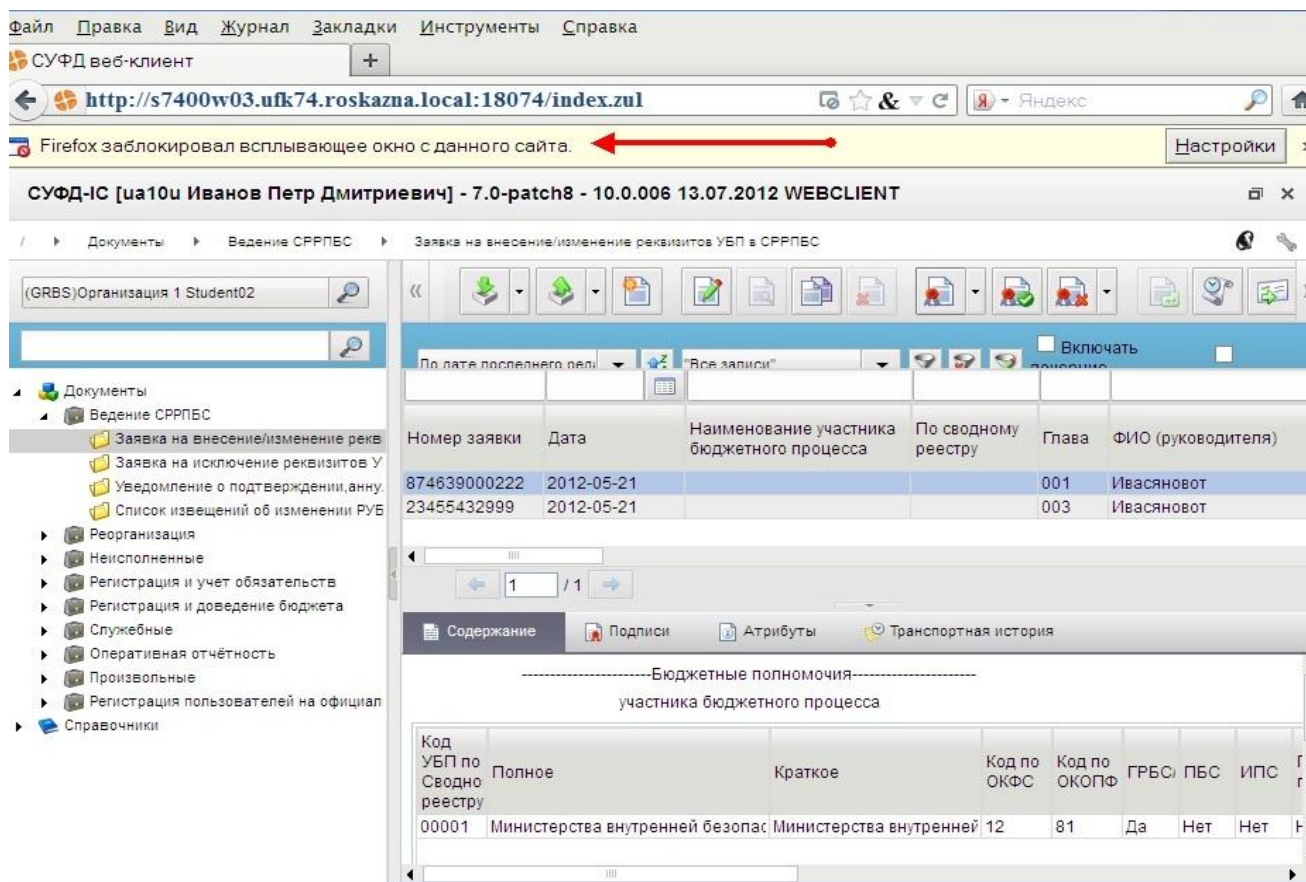 Файл Правка Вид Журнал Закладки Инструменты Справка
СУФД веб-клиент +
http://s7400w03.ufk74.roskazna.local:18074/index.zul Яндекс
Firefox заблокировал всплывающее окно с данного сайта. Настройки
СУФД-IC [ua10u Иванов Петр Дмитриевич] - 7.0-patch8 - 10.0.006 13.07.2012 WEBCLIENT
/ Документы Ведение СРРПБС Заявка на внесение/изменение реквизитов УБП в СРРПБС
(GRBS)Организация 1 Student02
По дате последнего реда "Все записи" Включать
Документы
Ведение СРРПБС
Заявка на внесение/изменение рекв
Заявка на исключение реквизитов У
Уведомление о подтверждении,анну.
Список извещений об изменении РУБ
Реорганизация
Неисполненные
Регистрация и учет обязательств
Регистрация и доведение бюджета
Служебные
Оперативная отчётность
Произвольные
Регистрация пользователей на официал
Справочники
Номер заявки Дата Наименование участника бюджетного процесса По сводному реестру Глава ФИО (руководителя)
874639000222 2012-05-21 001 Ивасяновот
23455432999 2012-05-21 003 Ивасяновот
1 / 1
Содержание Подписи Атрибуты Транспортная история
-----------------------Бюджетные полномочия----------------------
участника бюджетного процесса
Код УБП по Сводно реестру Полное Краткое Код по ОКФС Код по ОКОПФ ГРБС/ ПБС ИПС
00001 Министерства внутренней безопас Министерства внутренней 12 81 Да Нет Нет